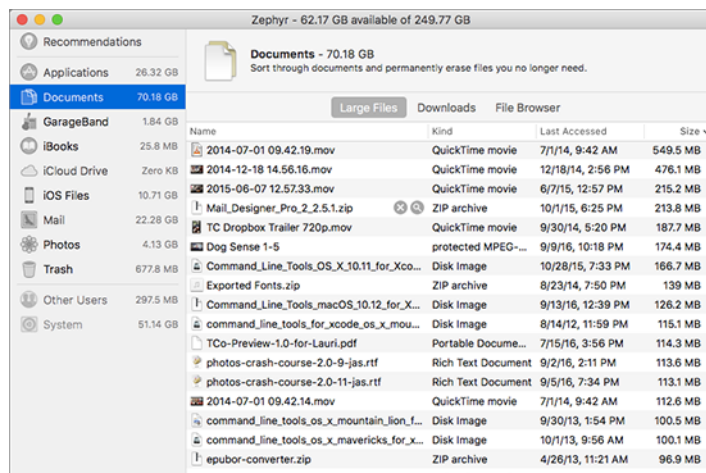 Zephyr - 62.17 GB available of 249.77 GB
Recommendations
Applications 26.32 GB
Documents 70.18 GB
GarageBand 1.84 GB
iBooks 25.8 MB
iCloud Drive Zero KB
iOS Files 10.71 GB
Mail 22.28 GB
Photos 4.13 GB
Trash 677.8 MB
Other Users 297.5 MB
System 51.14 GB
Documents - 70.18 GB
Sort through documents and permanently erase files you no longer need.
Large Files Downloads File Browser
Name Kind Last Accessed Size
2014-07-01 09.42.19.mov QuickTime movie 7/1/14, 9:42 AM 549.5 MB
2014-12-18 14.56.16.mov QuickTime movie 12/18/14, 2:56 PM 476.1 MB
2015-06-07 12.57.33.mov QuickTime movie 6/7/15, 12:57 PM 215.2 MB
Mail_Designer_Pro_2_2.5.1.zip ZIP archive 10/1/15, 6:25 PM 213.8 MB
TC Dropbox Trailer 720p.mov QuickTime movie 9/30/14, 5:20 PM 187.7 MB
Dog Sense 1-5 protected MPEG-... 9/9/16, 10:18 PM 174.4 MB
Command_Line_Tools_OS_X_10.11_for_Xco... Disk Image 10/28/15, 7:33 PM 166.7 MB
Exported Fonts.zip ZIP archive 8/23/14, 7:50 PM 139 MB
Command_Line_Tools_macOS_10.12_for_X... Disk Image 9/13/16, 12:39 PM 126.2 MB
command_line_tools_for_xcode_os_x_mou... Disk Image 8/14/12, 11:59 PM 115.1 MB
TCo-Preview-1.0-for-Lauri.pdf Portable Docume... 7/15/16, 3:56 PM 114.3 MB
photos-crash-course-2.0-9-jas.rtf Rich Text Document 9/2/16, 2:11 PM 113.6 MB
photos-crash-course-2.0-11-jas.rtf Rich Text Document 9/5/16, 7:34 PM 113.1 MB
2014-07-01 09.42.14.mov QuickTime movie 7/1/14, 9:42 AM 112.6 MB
command_line_tools_os_x_mountain_lion_f... Disk Image 9/30/13, 1:54 PM 100.5 MB
command_line_tools_os_x_mavericks_for_x... Disk Image 10/1/13, 9:56 AM 100.1 MB
epubor-converter.zip ZIP archive 4/26/13, 11:21 AM 96.9 MB